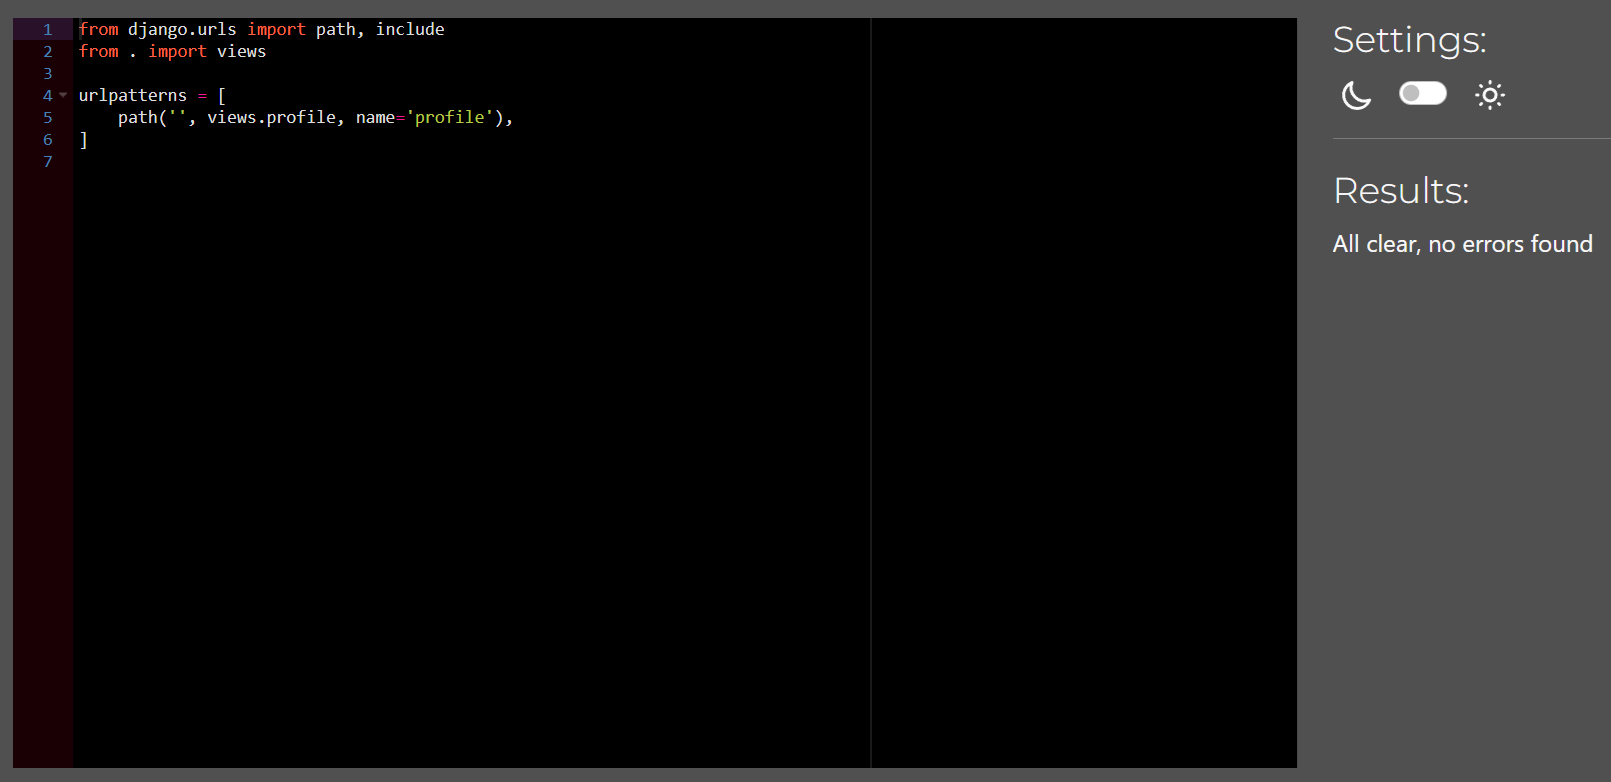 1 from django.urls import path, include
2 from . import views
3
4 urlpatterns = [
5     path('', views.profile, name='profile'),
6 ]
7
Settings:
Results:
All clear, no errors found